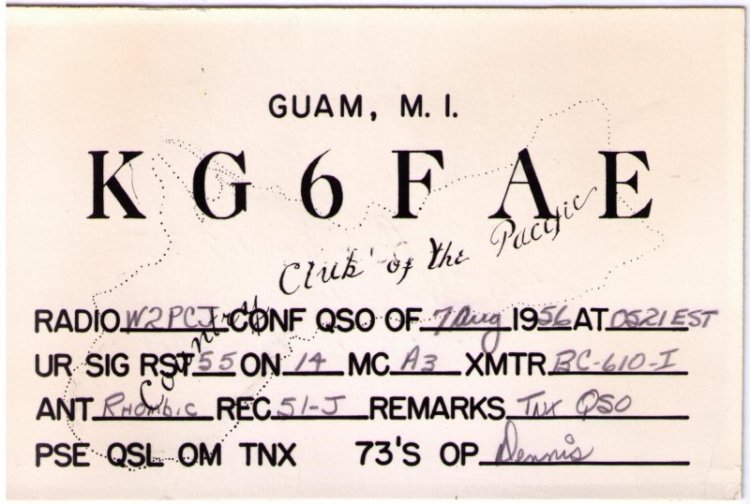 GUAM, M. I.
KG6FAE
Country Club of the Pacific
RADIO W2PCJ CONF QSO OF 7 Aug 1956 AT 0521 EST
UR SIG RST 55 ON 14 MC A3 XMTR BC-610-I
ANT Rhombic REC 51-J REMARKS TNX QSO
PSE QSL OM TNX 73'S OP Dennis